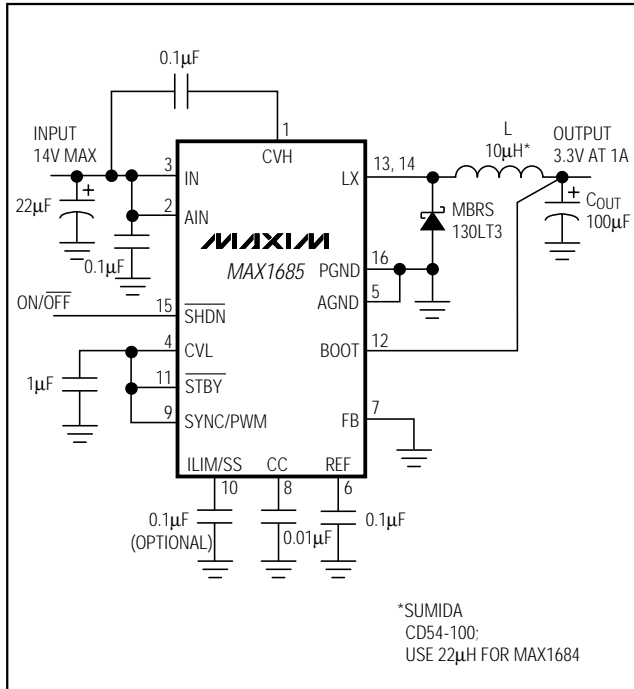 0.1µF
1
CVH
INPUT
14V MAX
3
IN
2
AIN
22µF
+
0.1µF
MAXIM
MAX1685
13, 14
LX
L
10µH*
OUTPUT
3.3V AT 1A
+
COUT
100µF
MBRS
130LT3
16
PGND
5
AGND
ON/OFF
15
SHDN
4
CVL
12
BOOT
1µF
11
STBY
9
SYNC/PWM
7
FB
ILIM/SS
CC
REF
10
8
6
0.1µF
(OPTIONAL)
0.01µF
0.1µF
*SUMIDA
CD54-100;
USE 22µH FOR MAX1684